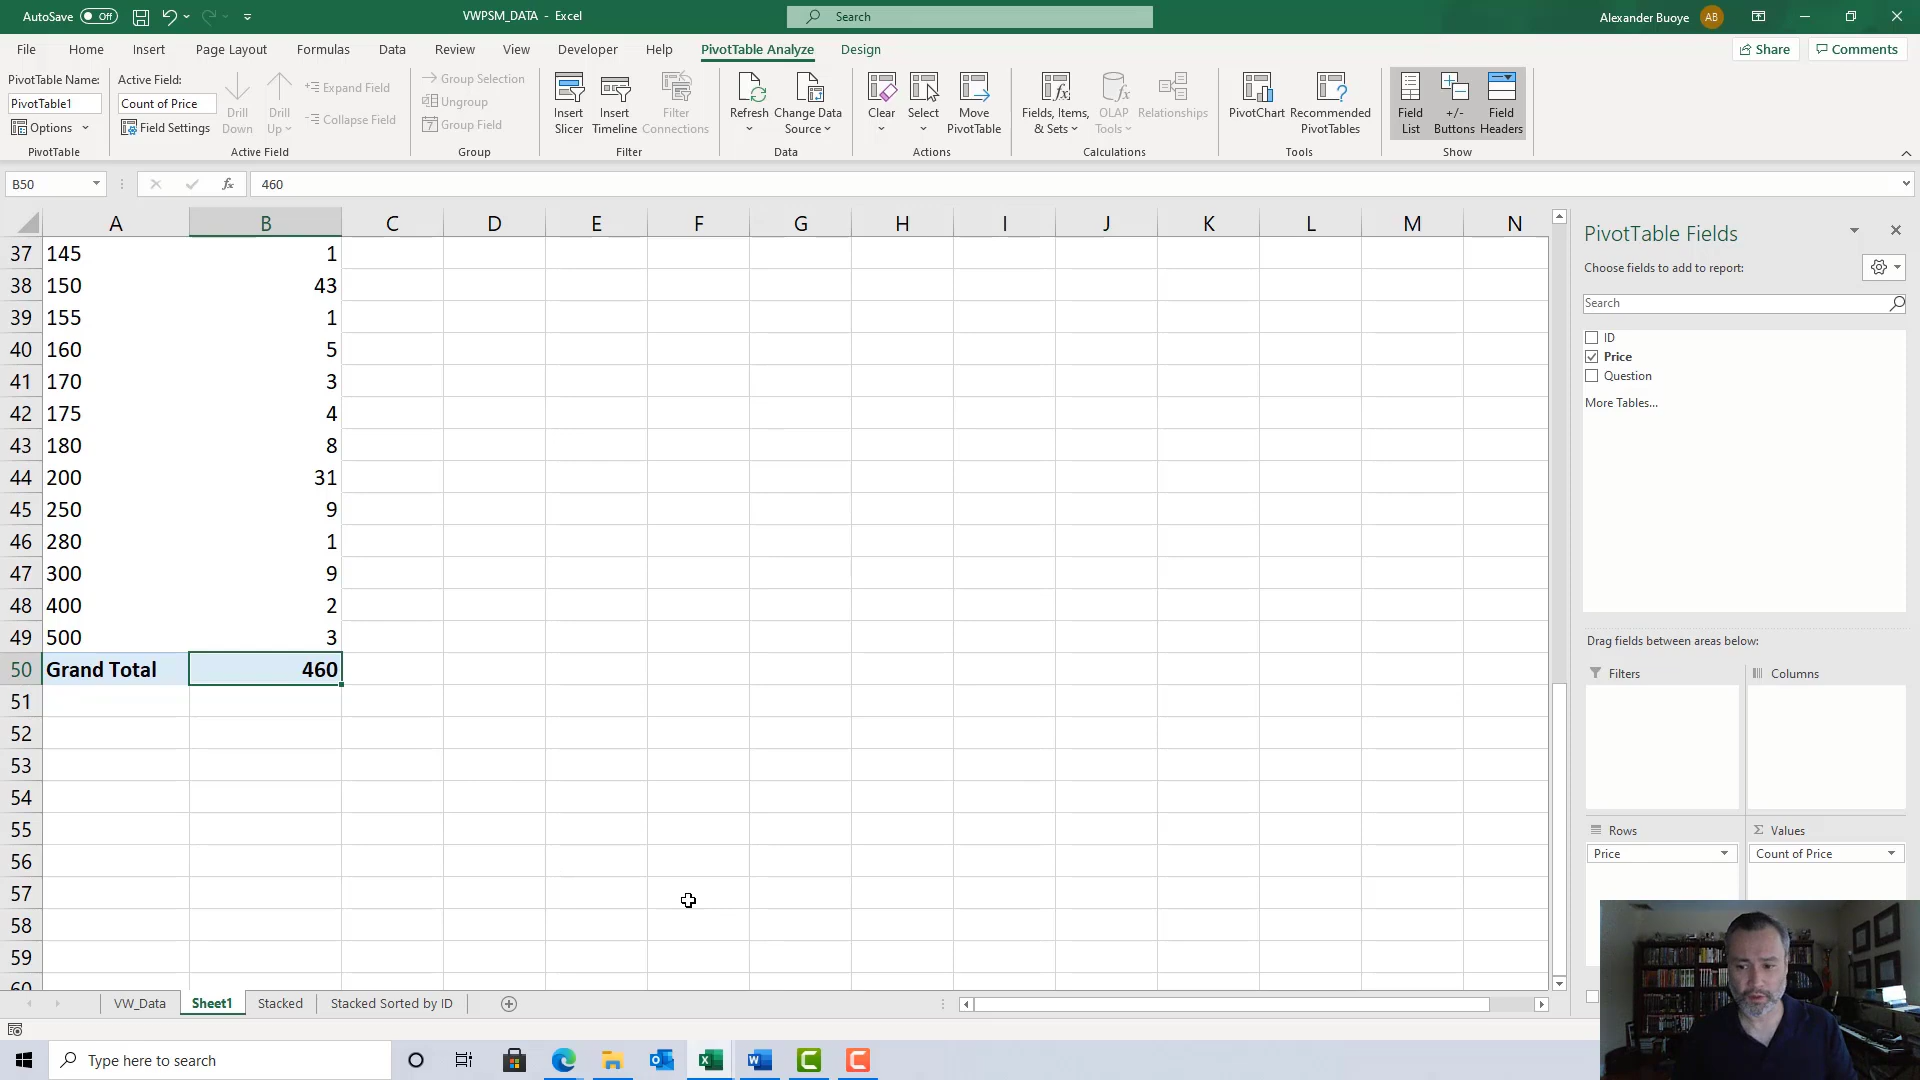 AutoSave Off VWPSM_DATA - Excel Search Alexander Buoye AB
File Home Insert Page Layout Formulas Data Review View Developer Help PivotTable Analyze Design Share Comments
PivotTable Name: Active Field:
PivotTable1 Count of Price
Options Field Settings
Drill Down
Drill Up
Expand Field
Collapse Field
Group Selection
Ungroup
Group Field
Insert Slicer
Insert Timeline
Filter Connections
Refresh
Change Data Source
Clear
Select
Move PivotTable
Fields, Items, & Sets
OLAP Tools
Relationships
PivotChart
Recommended PivotTables
Field List
+/- Buttons
Field Headers
PivotTable Active Field Group Filter Data Actions Calculations Tools Show
B50 fx 460
A B C D E F G H I J K L M N
37 145 1
38 150 43
39 155 1
40 160 5
41 170 3
42 175 4
43 180 8
44 200 31
45 250 9
46 280 1
47 300 9
48 400 2
49 500 3
50 Grand Total 460
51
52
53
54
55
56
57
58
59
60
PivotTable Fields
Choose fields to add to report:
Search
ID
Price
Question
More Tables...
Drag fields between areas below:
Filters Columns
Rows Σ Values
Price Count of Price
VW_Data Sheet1 Stacked Stacked Sorted by ID
Type here to search